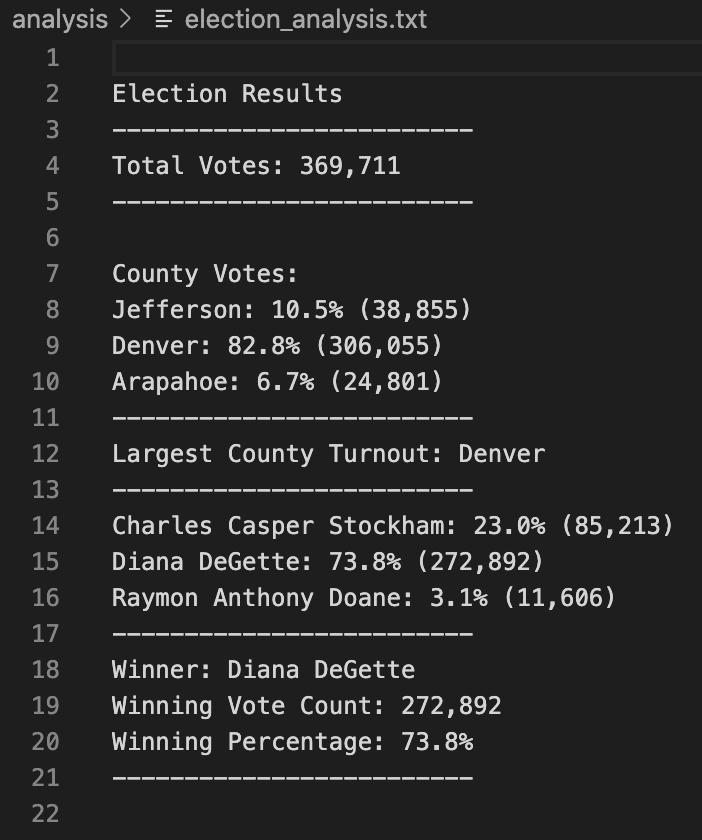 analysis > election_analysis.txt
1
2 Election Results
3 -------------------------
4 Total Votes: 369,711
5 -------------------------
6
7 County Votes:
8 Jefferson: 10.5% (38,855)
9 Denver: 82.8% (306,055)
10 Arapahoe: 6.7% (24,801)
11 -------------------------
12 Largest County Turnout: Denver
13 -------------------------
14 Charles Casper Stockham: 23.0% (85,213)
15 Diana DeGette: 73.8% (272,892)
16 Raymon Anthony Doane: 3.1% (11,606)
17 -------------------------
18 Winner: Diana DeGette
19 Winning Vote Count: 272,892
20 Winning Percentage: 73.8%
21 -------------------------
22